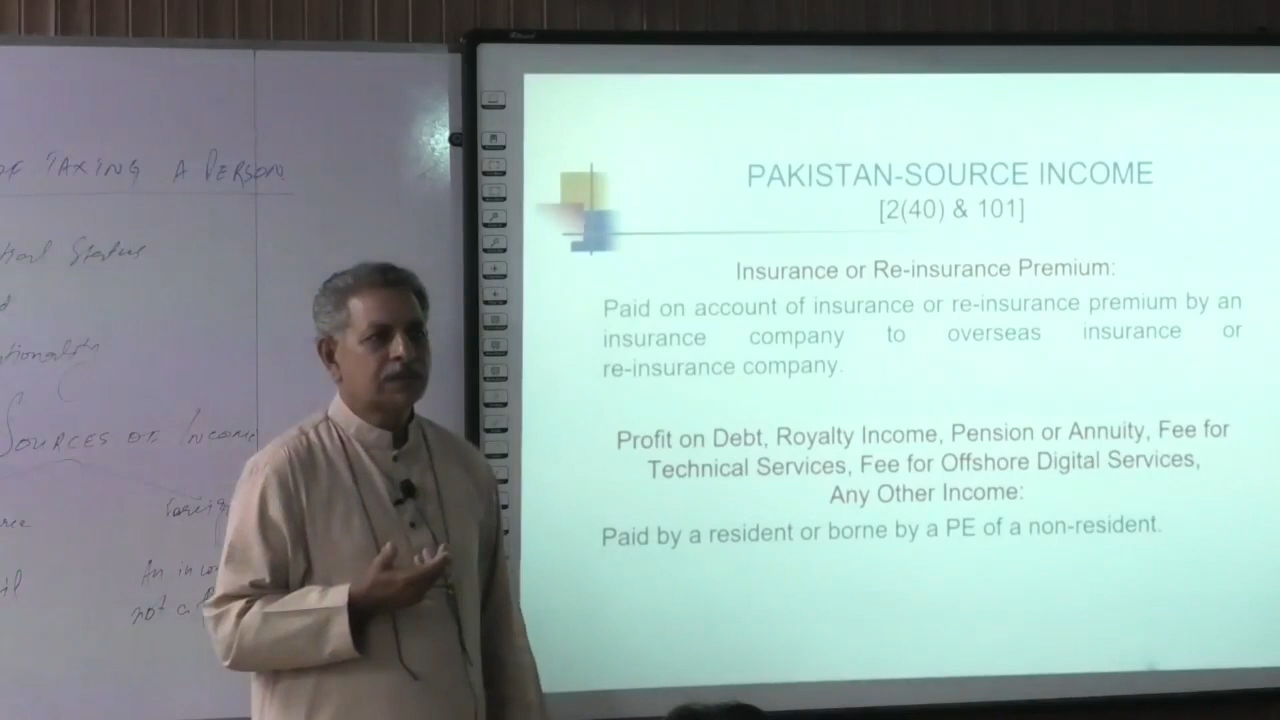 OF TAXING A PERSON
Status
SOURCES OF INCOME
An
not a
PAKISTAN-SOURCE INCOME
[2(40) & 101]
Insurance or Re-insurance Premium:
Paid on account of insurance or re-insurance premium by an
insurance company to overseas insurance or
re-insurance company.
Profit on Debt, Royalty Income, Pension or Annuity, Fee for
Technical Services, Fee for Offshore Digital Services,
Any Other Income:
Paid by a resident or borne by a PE of a non-resident.